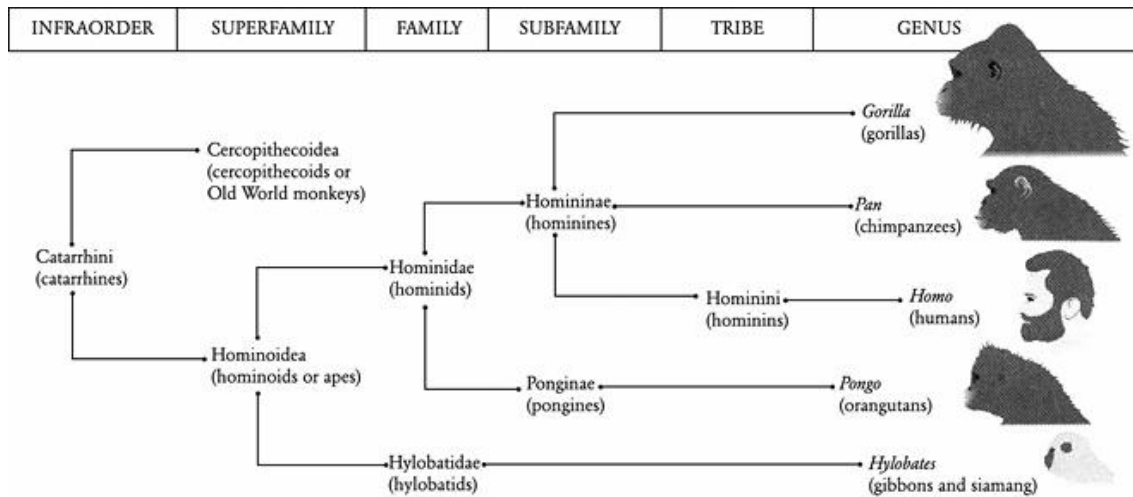 INFRAORDER SUPERFAMILY FAMILY SUBFAMILY TRIBE GENUS
Gorilla
(gorillas)
Cercopithecoidea
(cercopithecoids or
Old World monkeys)
Homininae
(hominines)
Pan
(chimpanzees)
Catarrhini
(catarrhines)
Hominidae
(hominids)
Hominini
(hominins)
Homo
(humans)
Hominoidea
(hominoids or apes)
Ponginae
(pongines)
Pongo
(orangutans)
Hylobatidae
(hylobatids)
Hylobates
(gibbons and siamang)